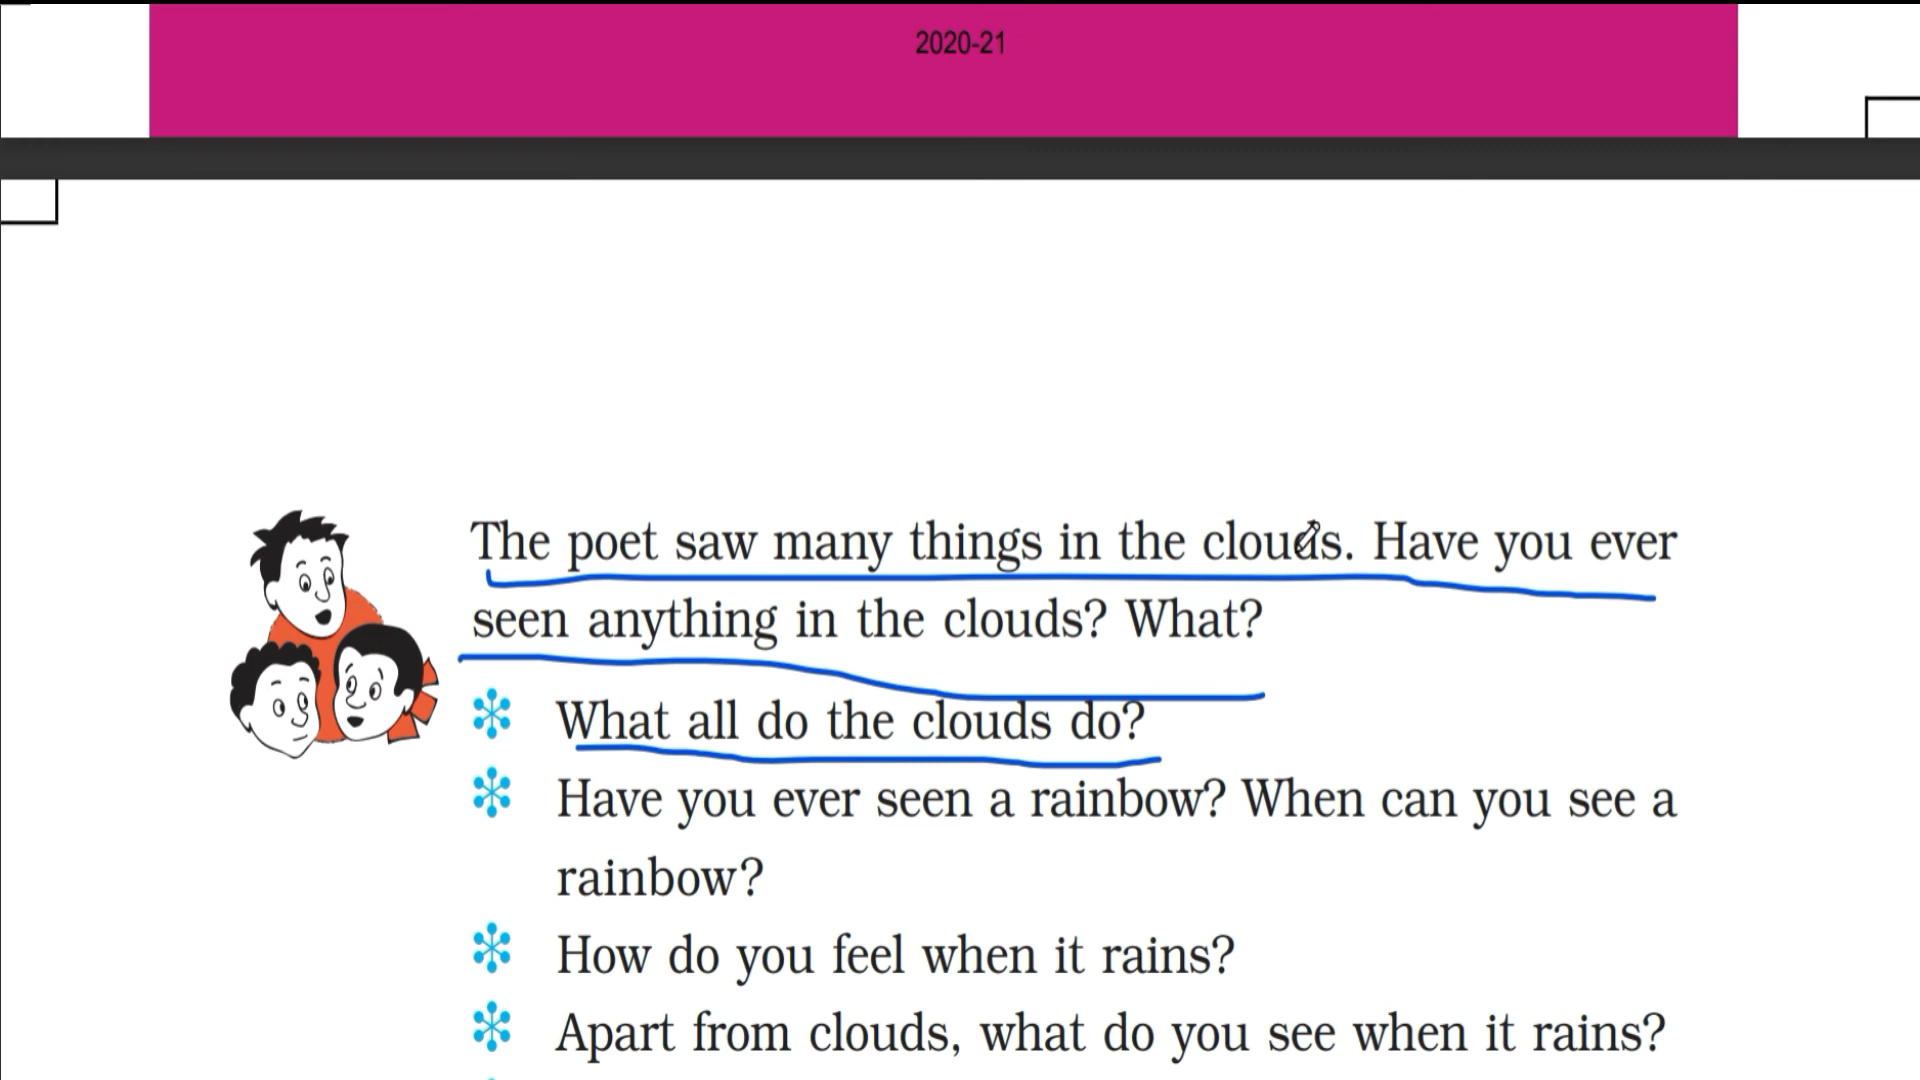 2020-21
The poet saw many things in the clouds. Have you ever
seen anything in the clouds? What?
What all do the clouds do?
Have you ever seen a rainbow? When can you see a
rainbow?
How do you feel when it rains?
Apart from clouds, what do you see when it rains?